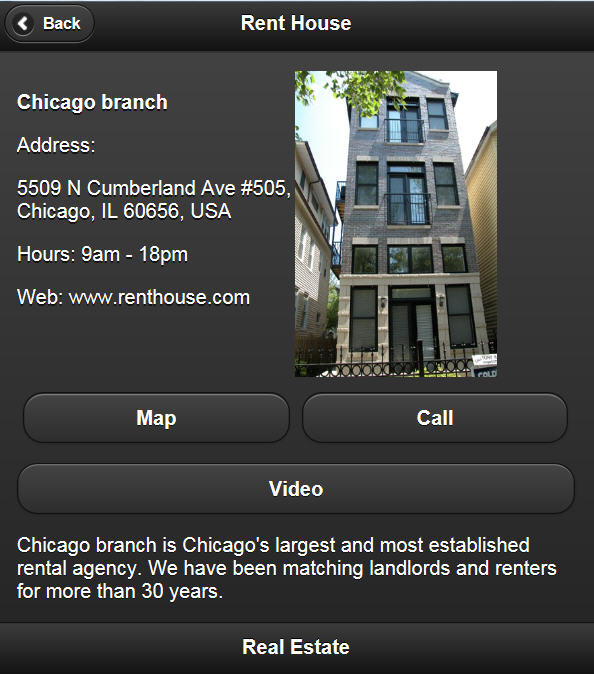 Back
Rent House
Chicago branch
Address:
5509 N Cumberland Ave #505,
Chicago, IL 60656, USA
Hours: 9am - 18pm
Web: www.renthouse.com
Map
Call
Video
Chicago branch is Chicago's largest and most established
rental agency. We have been matching landlords and renters
for more than 30 years.
Real Estate